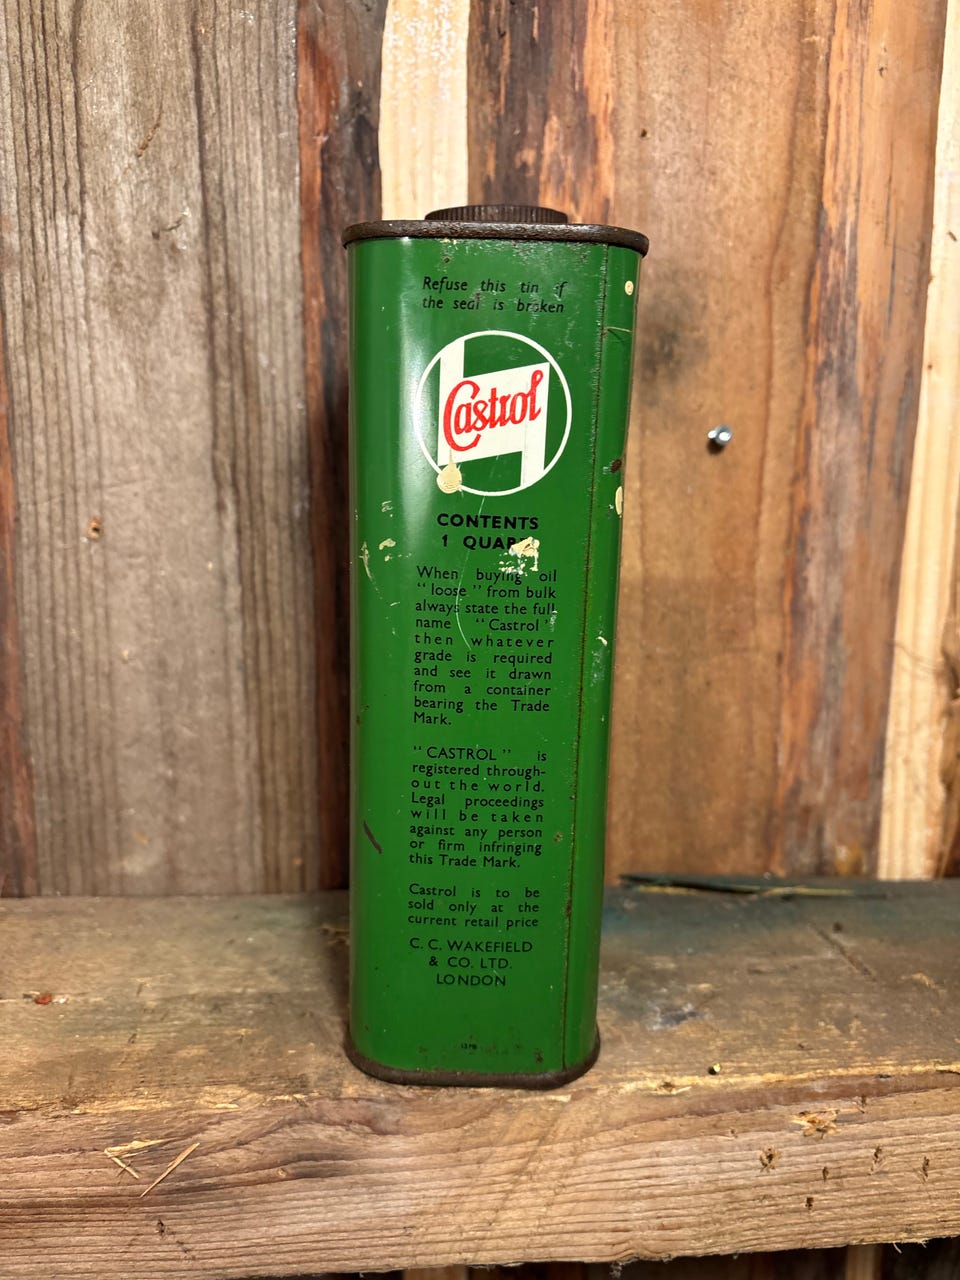 Refuse this tin if
the seal is broken
Castrol
CONTENTS
1 QUART
When buying oil
"loose" from bulk
always state the full
name "Castrol"
then whatever
grade is required
and see it drawn
from a container
bearing the Trade
Mark.
"CASTROL" is
registered through-
out the world.
Legal proceedings
will be taken
against any person
or firm infringing
this Trade Mark.
Castrol is to be
sold only at the
current retail price
C. C. WAKEFIELD
& CO. LTD.
LONDON